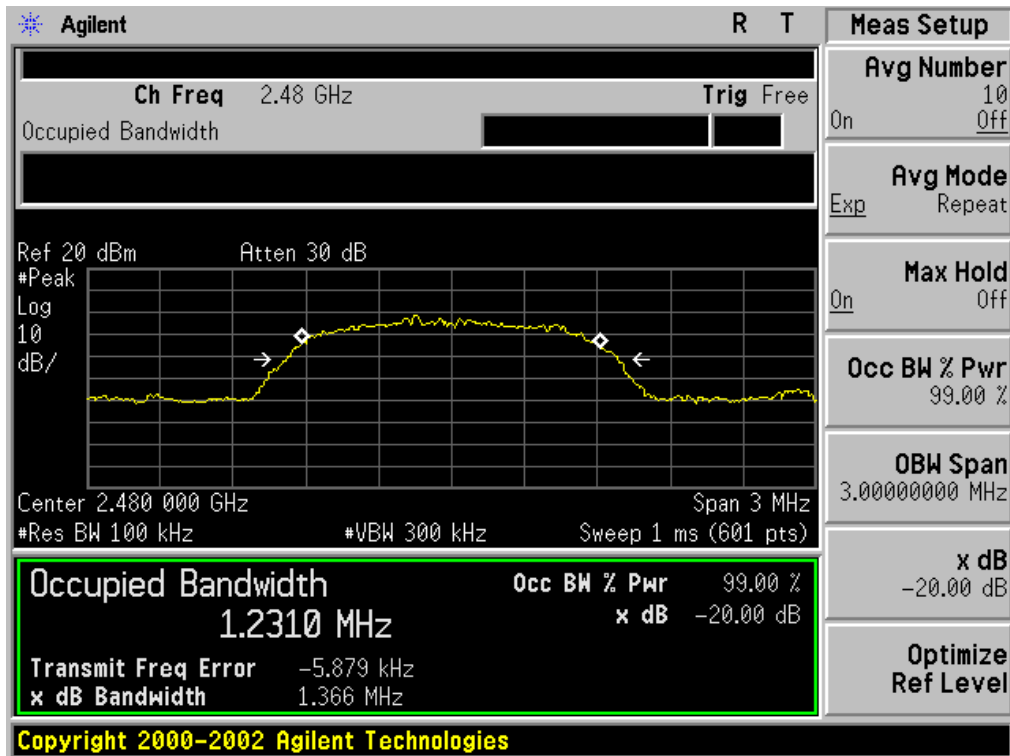 Agilent R T
Ch Freq 2.48 GHz Trig Free
Occupied Bandwidth
Ref 20 dBm Atten 30 dB
#Peak
Log
10
dB/
Center 2.480 000 GHz Span 3 MHz
#Res BW 100 kHz #VBW 300 kHz Sweep 1 ms (601 pts)
Occupied Bandwidth Occ BW % Pwr 99.00 %
1.2310 MHz x dB -20.00 dB
Transmit Freq Error -5.879 kHz
x dB Bandwidth 1.366 MHz
Copyright 2000-2002 Agilent Technologies
Meas Setup
Avg Number
10
On Off
Avg Mode
Exp Repeat
Max Hold
On Off
Occ BW % Pwr
99.00 %
OBW Span
3.00000000 MHz
x dB
-20.00 dB
Optimize
Ref Level